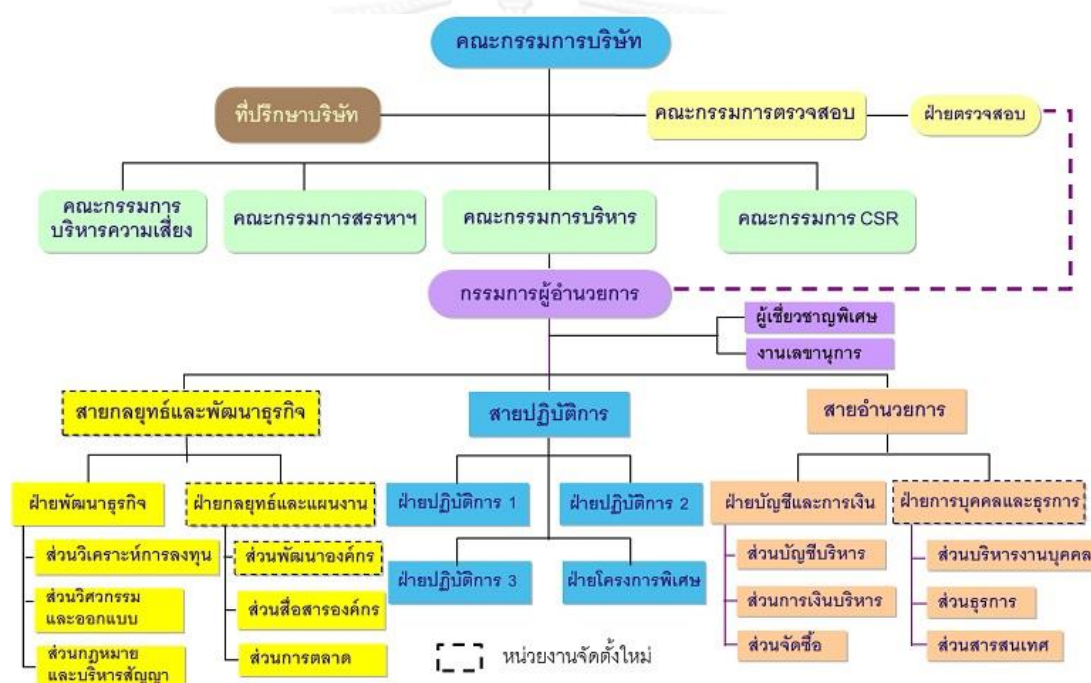 คณะกรรมการบริษัท
ที่ปรึกษาบริษัท
คณะกรรมการตรวจสอบ
ฝ่ายตรวจสอบ
คณะกรรมการ
บริหารความเสี่ยง
คณะกรรมการสรรหาฯ
คณะกรรมการบริหาร
คณะกรรมการ CSR
กรรมการผู้อำนวยการ
ผู้เชี่ยวชาญพิเศษ
งานเลขานุการ
สายกลยุทธ์และพัฒนาธุรกิจ
สายปฏิบัติการ
สายอำนวยการ
ฝ่ายพัฒนาธุรกิจ
ส่วนวิเคราะห์การลงทุน
ส่วนวิศวกรรม
และออกแบบ
ส่วนกฎหมาย
และบริหารสัญญา
ฝ่ายกลยุทธ์และแผนงาน
ส่วนพัฒนาองค์กร
ส่วนสื่อสารองค์กร
ส่วนการตลาด
ฝ่ายปฏิบัติการ 1
ฝ่ายปฏิบัติการ 2
ฝ่ายปฏิบัติการ 3
ฝ่ายโครงการพิเศษ
ฝ่ายบัญชีและการเงิน
ส่วนบัญชีบริหาร
ส่วนการเงินบริหาร
ส่วนจัดซื้อ
ฝ่ายการบุคคลและธุรการ
ส่วนบริหารงานบุคคล
ส่วนธุรการ
ส่วนสารสนเทศ
หน่วยงานจัดตั้งใหม่